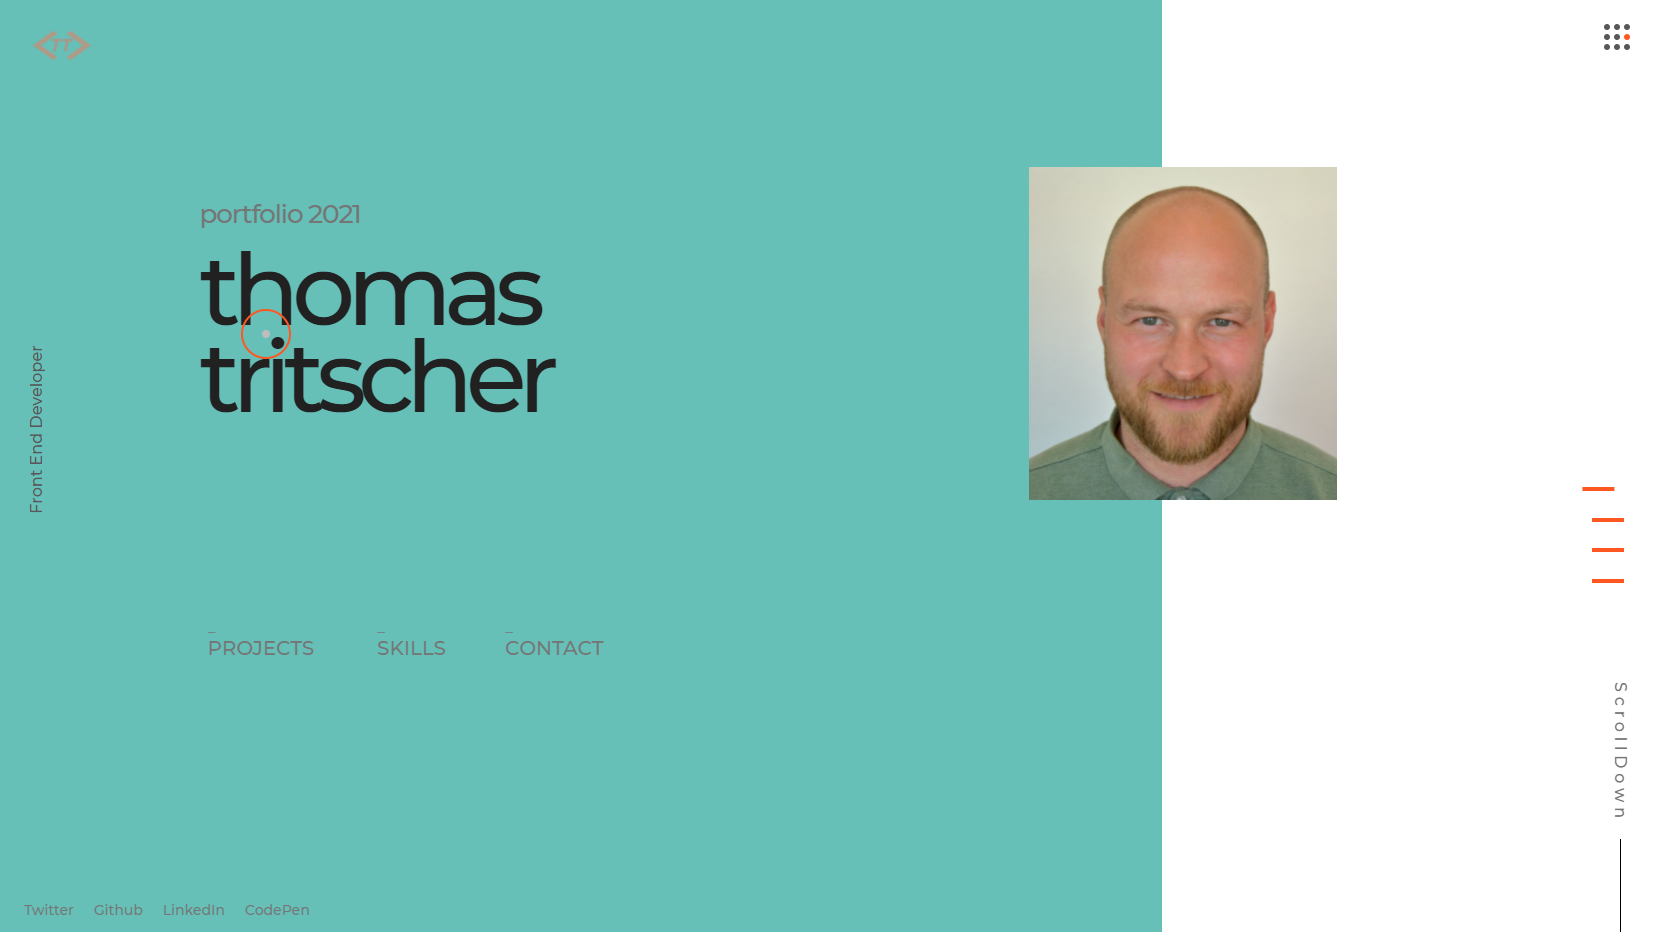 TT
portfolio 2021
thomas
tritscher
Front End Developer
PROJECTS SKILLS CONTACT
ScrollDown
Twitter Github LinkedIn CodePen